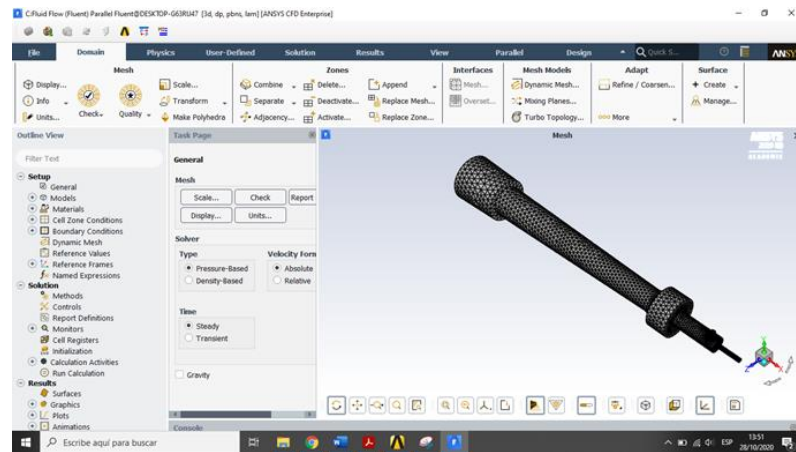 C:Fluid Flow (Fluent) Parallel Fluent@DESKTOP-G63RU47 [3d, dp, pbns, lam] [ANSYS CFD Enterprise]
File Domain Physics User-Defined Solution Results View Parallel Design Quick S...
Mesh Zones Interfaces Mesh Models Adapt Surface
Display... Scale... Combine Delete... Append Mesh... Dynamic Mesh... Refine / Coarsen... Create
Info Transform Separate Deactivate... Replace Mesh... Overset... Mixing Planes... Manage...
Units... Check Quality Make Polyhedra Adjacency... Activate... Replace Zone... Turbo Topology... More
Outline View Task Page Mesh
Filter Text
General
Mesh
Scale... Check Report
Display... Units...
Solver
Type Velocity Form
Pressure-Based Absolute
Density-Based Relative
Time
Steady
Transient
Gravity
Setup
General
Models
Materials
Cell Zone Conditions
Boundary Conditions
Dynamic Mesh
Reference Values
Reference Frames
Named Expressions
Solution
Methods
Controls
Report Definitions
Monitors
Cell Registers
Initialization
Calculation Activities
Run Calculation
Results
Surfaces
Graphics
Plots
Animations
Console
ANSYS
ACADEMIC
Escribe aquí para buscar
ESP
13:51
28/10/2020